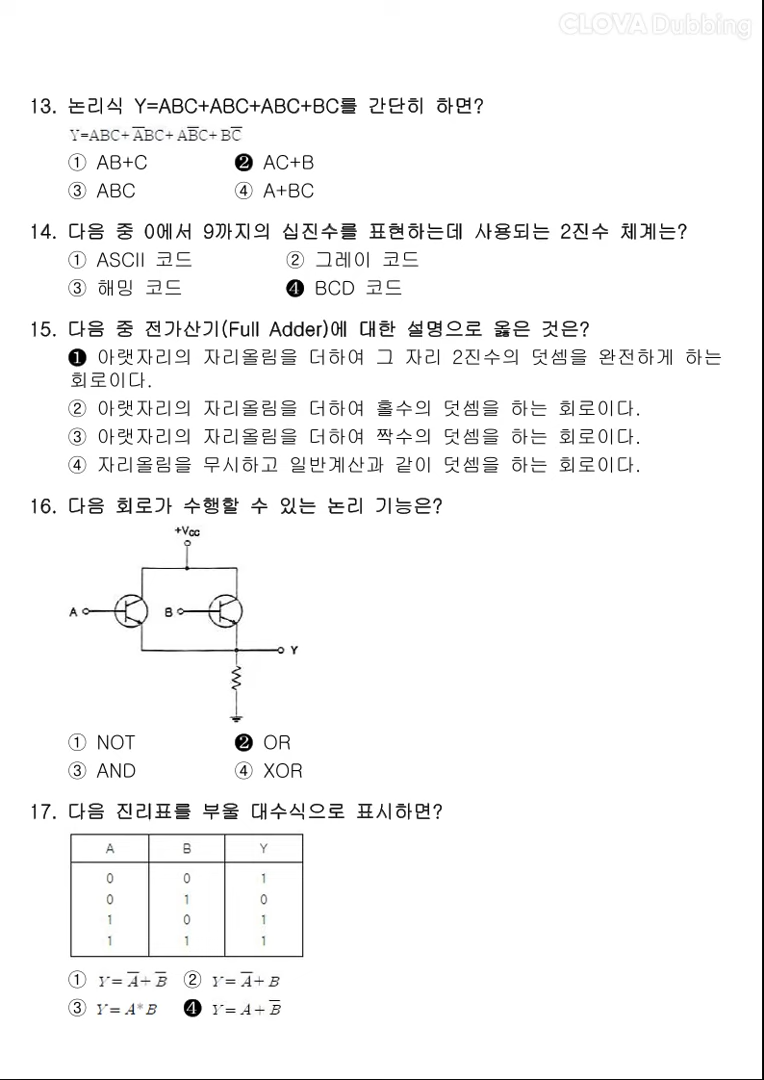 CLOVA Dubbing
13. 논리식 Y=ABC+ABC+ABC+BC를 간단히 하면?
Y=ABC+A̅BC+AB̅C+BC̅
① AB+C ❷ AC+B
③ ABC ④ A+BC
14. 다음 중 0에서 9까지의 십진수를 표현하는데 사용되는 2진수 체계는?
① ASCII 코드 ② 그레이 코드
③ 해밍 코드 ❹ BCD 코드
15. 다음 중 전가산기(Full Adder)에 대한 설명으로 옳은 것은?
❶ 아랫자리의 자리올림을 더하여 그 자리 2진수의 덧셈을 완전하게 하는
회로이다.
② 아랫자리의 자리올림을 더하여 홀수의 덧셈을 하는 회로이다.
③ 아랫자리의 자리올림을 더하여 짝수의 덧셈을 하는 회로이다.
④ 자리올림을 무시하고 일반계산과 같이 덧셈을 하는 회로이다.
16. 다음 회로가 수행할 수 있는 논리 기능은?
+Vcc
A B
Y
① NOT ❷ OR
③ AND ④ XOR
17. 다음 진리표를 부울 대수식으로 표시하면?
A B Y
0 0 1
0 1 0
1 0 1
1 1 1
① Y=A̅+B̅ ② Y=A̅+B
③ Y=A*B ❹ Y=A+B̅